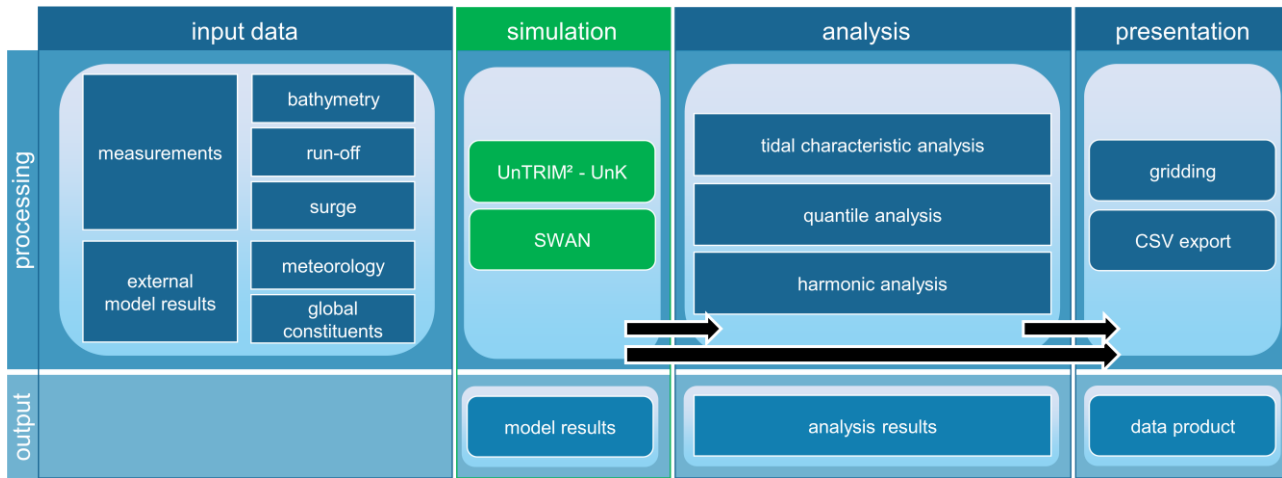 input data
simulation
analysis
presentation
processing
measurements
bathymetry
run-off
surge
external
model results
meteorology
global
constituents
UnTRIM² - UnK
SWAN
tidal characteristic analysis
quantile analysis
harmonic analysis
gridding
CSV export
output
model results
analysis results
data product